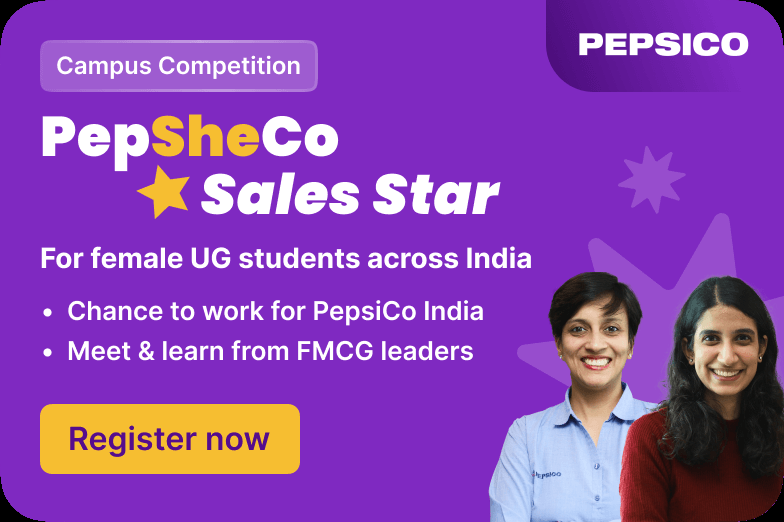 PEPSICO
Campus Competition
PepSheCo
Sales Star
For female UG students across India
• Chance to work for PepsiCo India
• Meet & learn from FMCG leaders
Register now
PEPSICO